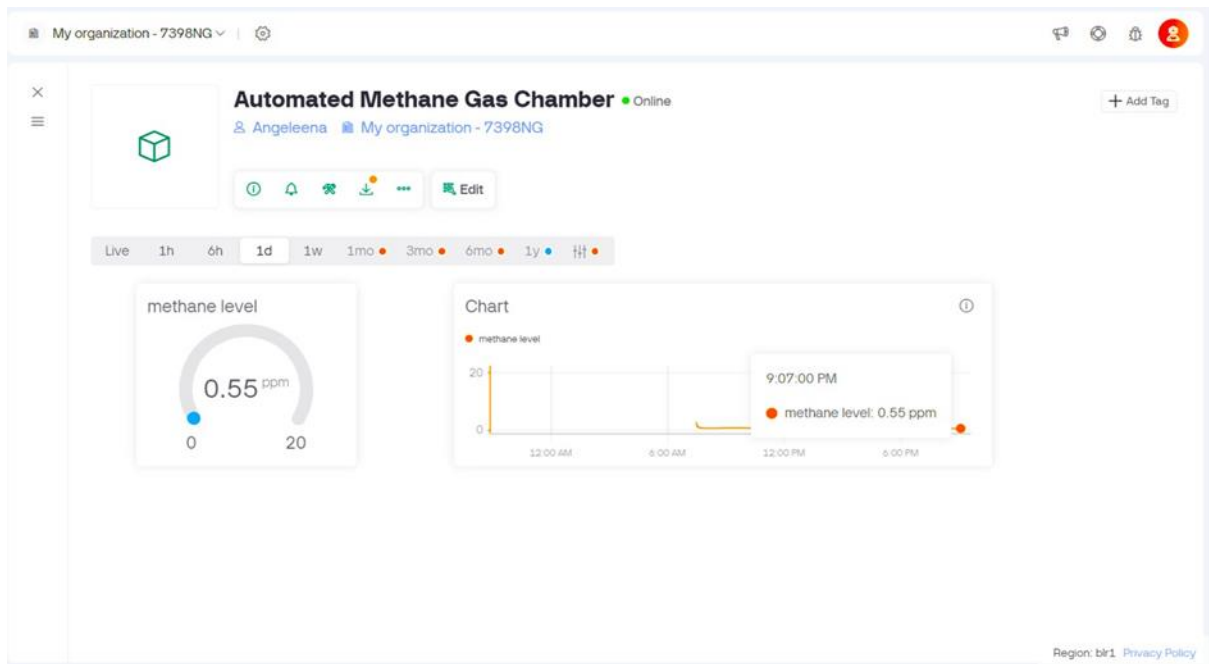 My organization - 7398NG
Automated Methane Gas Chamber Online
Add Tag
Angeleena My organization - 7398NG
Edit
Live 1h 6h 1d 1w 1mo 3mo 6mo 1y
methane level
0.55 ppm
0 20
Chart
methane level
20
0
9:07:00 PM
methane level: 0.55 ppm
12:00 AM 6:00 AM 12:00 PM 6:00 PM
Region: blr1 Privacy Policy